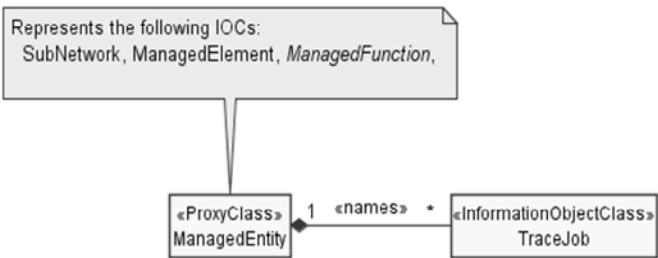 Represents the following IOCs:
SubNetwork, ManagedElement, ManagedFunction,
«ProxyClass»
ManagedEntity
1 «names» *
«InformationObjectClass»
TraceJob